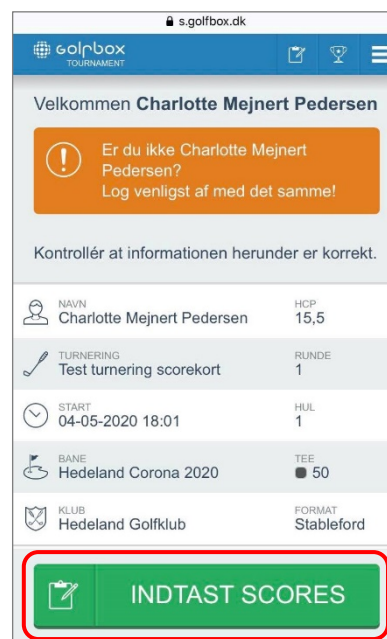 s.golfbox.dk
GOLFBOX
TOURNAMENT
Velkommen Charlotte Mejnert Pedersen
Er du ikke Charlotte Mejnert
Pedersen?
Log venligst af med det samme!
Kontrollér at informationen herunder er korrekt.
NAVN HCP
Charlotte Mejnert Pedersen 15,5
TURNERING RUNDE
Test turnering scorekort 1
START HUL
04-05-2020 18:01 1
BANE TEE
Hedeland Corona 2020 50
KLUB FORMAT
Hedeland Golfklub Stableford
INDTAST SCORES